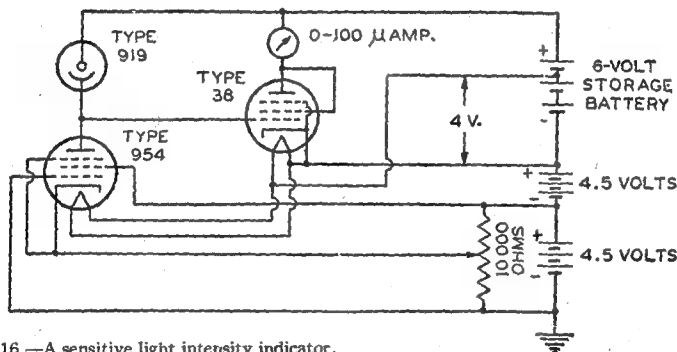 TYPE
919
0-100 µAMP.
TYPE
38
6-VOLT
STORAGE
BATTERY
4 V.
TYPE
954
4.5 VOLTS
10 000
OHMS
4.5 VOLTS
16.—A sensitive light intensity indicator.